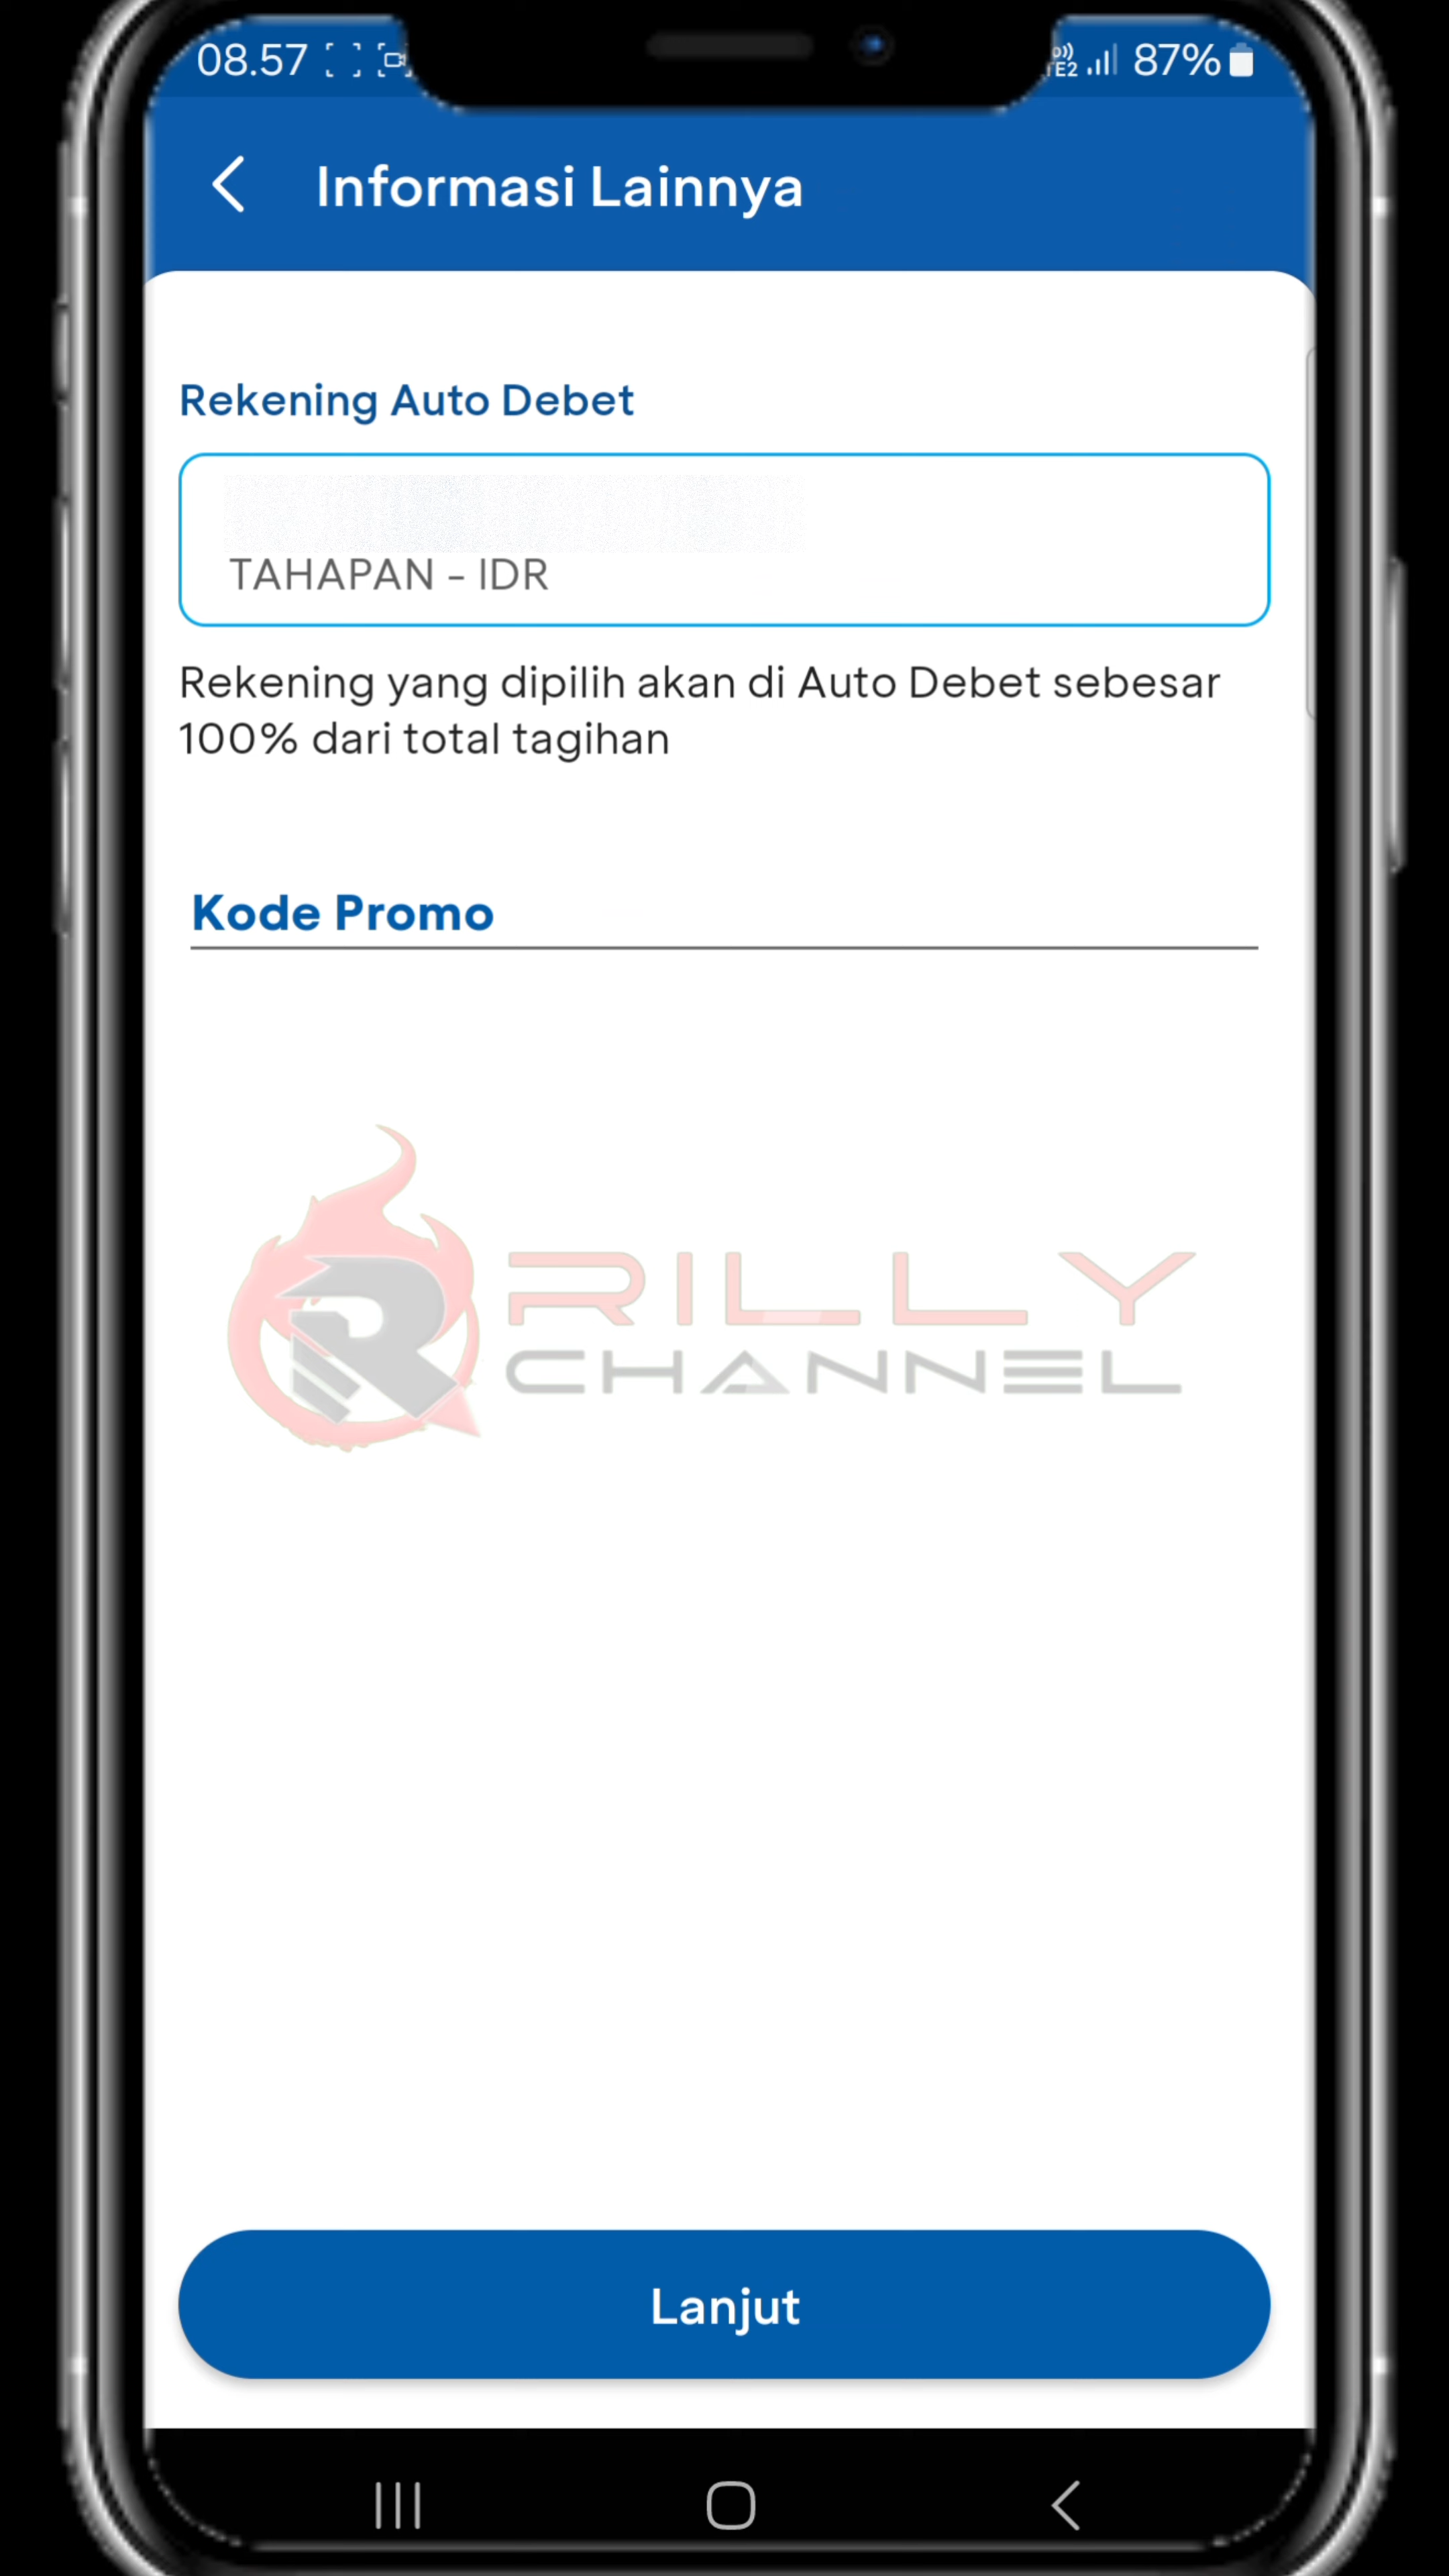 08.57
87%
Informasi Lainnya
Rekening Auto Debet
TAHAPAN - IDR
Rekening yang dipilih akan di Auto Debet sebesar
100% dari total tagihan
Kode Promo
RILLY
CHANNEL
Lanjut